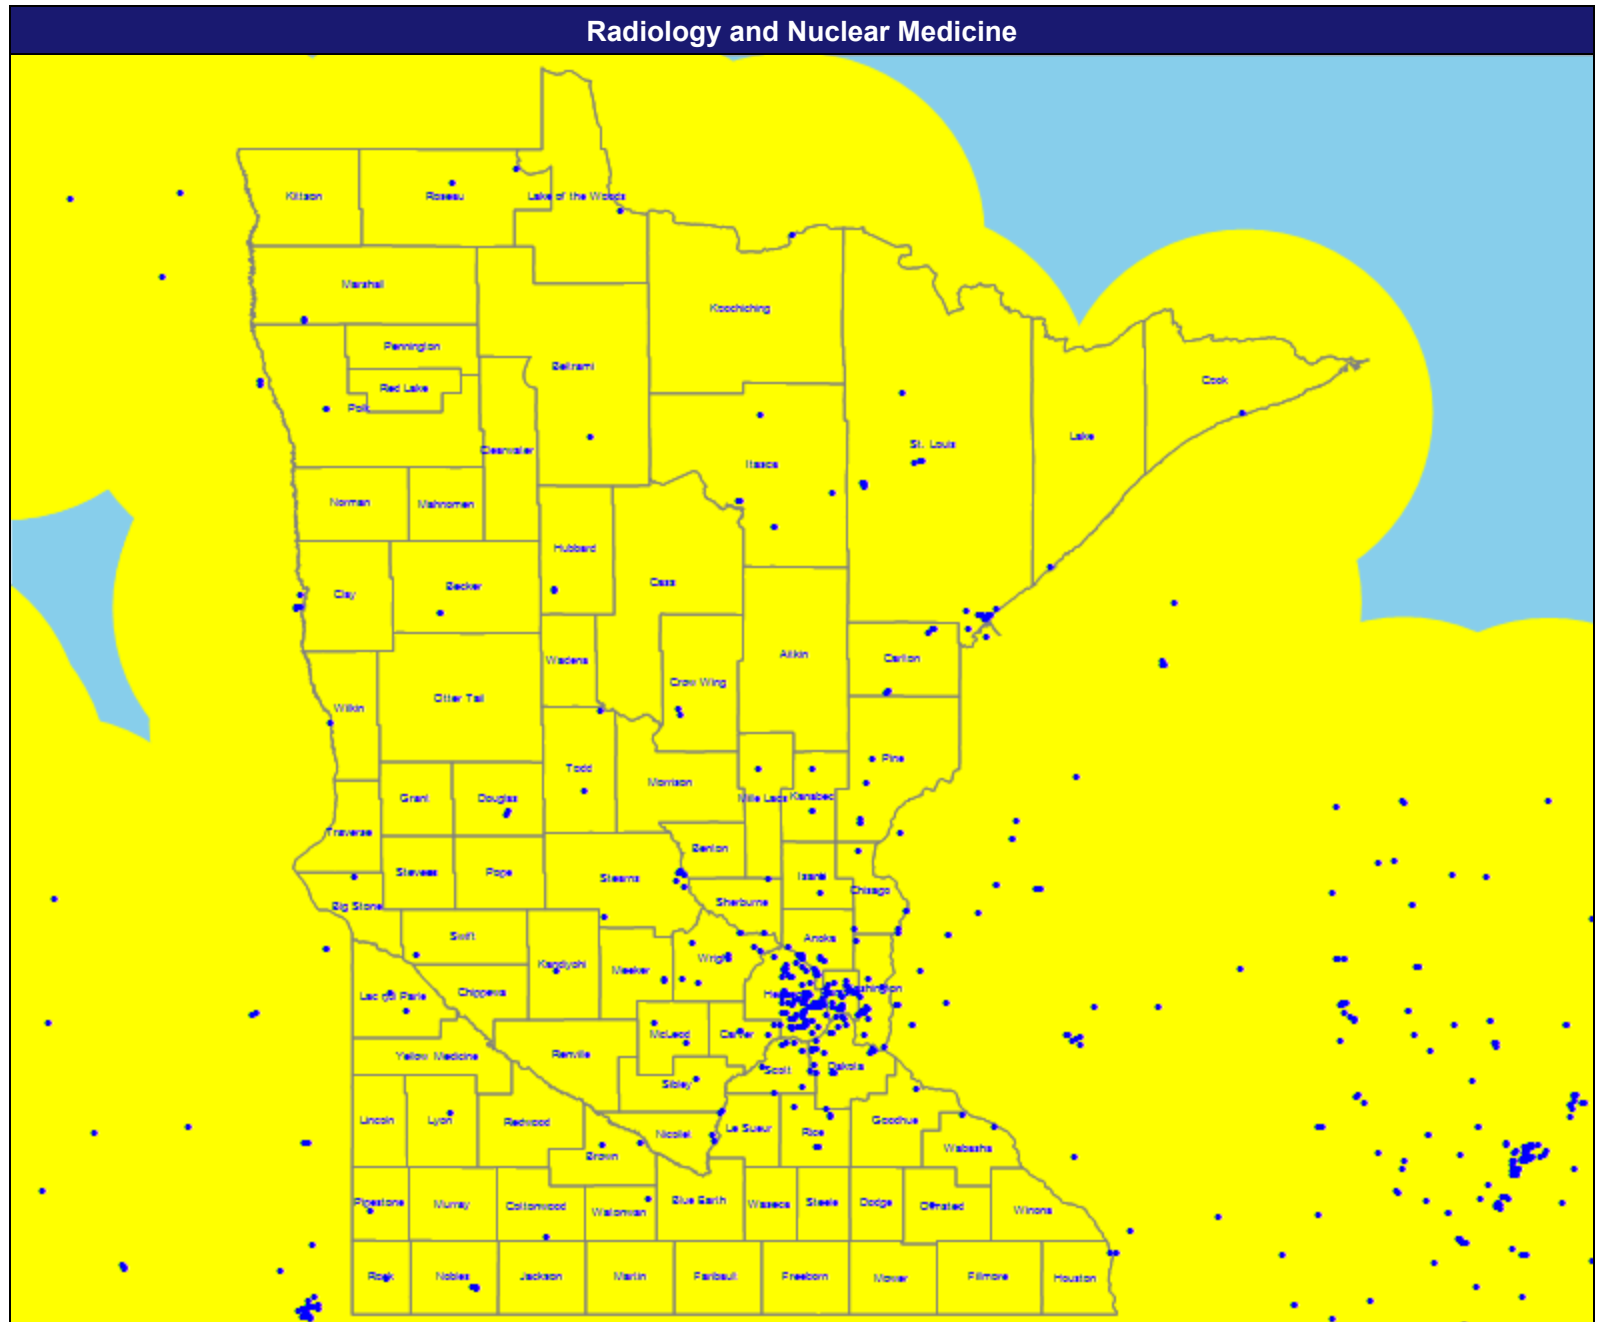 Radiology and Nuclear Medicine
Kittson
Roseau
Lake of the Woods
Marshall
Koochiching
Pennington
Beltrami
Red Lake
Polk
Cook
Clearwater
St. Louis
Lake
Itasca
Norman
Mahnomen
Hubbard
Cass
Clay
Becker
Aitkin
Carlton
Wadena
Crow Wing
Otter Tail
Wilkin
Pine
Todd
Morrison
Grant
Douglas
Mille Lacs
Kanabec
Traverse
Benton
Stevens
Pope
Stearns
Isanti
Chisago
Sherburne
Big Stone
Swift
Anoka
Kandiyohi
Meeker
Wright
Lac qui Parle
Chippewa
McLeod
Carver
Renville
Yellow Medicine
Scott
Dakota
Sibley
Lincoln
Lyon
Redwood
Nicollet
Le Sueur
Rice
Goodhue
Wabasha
Brown
Pipestone
Murray
Cottonwood
Watonwan
Blue Earth
Waseca
Steele
Dodge
Olmsted
Winona
Rock
Nobles
Jackson
Martin
Faribault
Freeborn
Mower
Fillmore
Houston